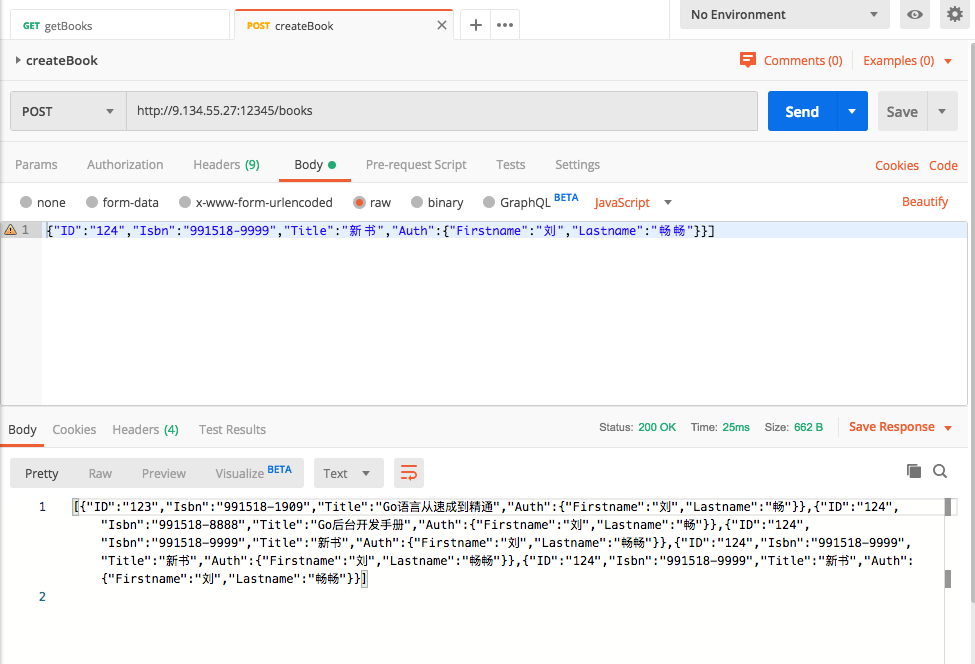 GET getBooks
POST createBook
No Environment
createBook
Comments (0)
Examples (0)
POST
http://9.134.55.27:12345/books
Send
Save
Params
Authorization
Headers (9)
Body
Pre-request Script
Tests
Settings
Cookies
Code
none
form-data
x-www-form-urlencoded
raw
binary
GraphQL BETA
JavaScript
Beautify
1
{"ID":"124","Isbn":"991518-9999","Title":"新书","Auth":{"Firstname":"刘","Lastname":"畅畅"}}]
Body
Cookies
Headers (4)
Test Results
Status: 200 OK
Time: 25ms
Size: 662 B
Save Response
Pretty
Raw
Preview
Visualize BETA
Text
1
[{"ID":"123","Isbn":"991518-1909","Title":"Go语言从速成到精通","Auth":{"Firstname":"刘","Lastname":"畅"}},{"ID":"124",
"Isbn":"991518-8888","Title":"Go后台开发手册","Auth":{"Firstname":"刘","Lastname":"畅"}},{"ID":"124",
"Isbn":"991518-9999","Title":"新书","Auth":{"Firstname":"刘","Lastname":"畅畅"}},{"ID":"124","Isbn":"991518-9999",
"Title":"新书","Auth":{"Firstname":"刘","Lastname":"畅畅"}},{"ID":"124","Isbn":"991518-9999","Title":"新书","Auth":
{"Firstname":"刘","Lastname":"畅畅"}}]
2